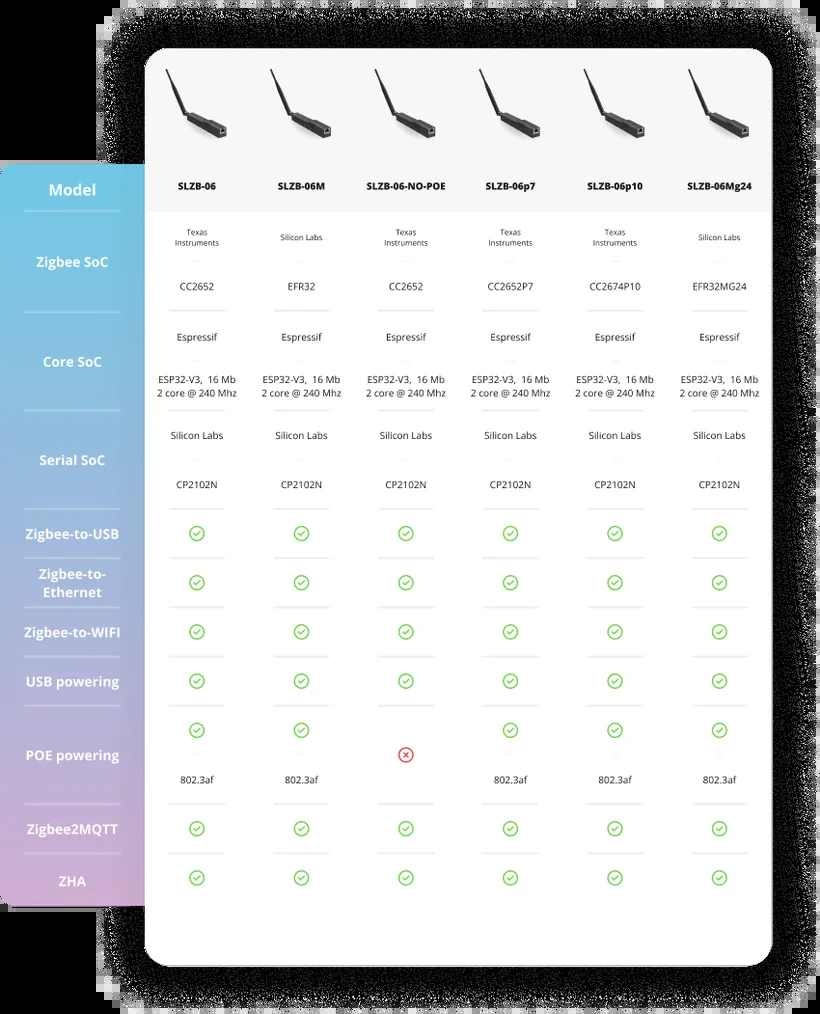 Model
SLZB-06
SLZB-06M
SLZB-06-NO-POE
SLZB-06p7
SLZB-06p10
SLZB-06Mg24
Zigbee SoC
Texas
Instruments
Silicon Labs
Texas
Instruments
Texas
Instruments
Texas
Instruments
Silicon Labs
CC2652
EFR32
CC2652
CC2652P7
CC2674P10
EFR32MG24
Core SoC
Espressif
Espressif
Espressif
Espressif
Espressif
Espressif
ESP32-V3, 16 Mb
2 core @ 240 Mhz
ESP32-V3, 16 Mb
2 core @ 240 Mhz
ESP32-V3, 16 Mb
2 core @ 240 Mhz
ESP32-V3, 16 Mb
2 core @ 240 Mhz
ESP32-V3, 16 Mb
2 core @ 240 Mhz
ESP32-V3, 16 Mb
2 core @ 240 Mhz
Serial SoC
Silicon Labs
Silicon Labs
Silicon Labs
Silicon Labs
Silicon Labs
Silicon Labs
CP2102N
CP2102N
CP2102N
CP2102N
CP2102N
CP2102N
Zigbee-to-USB
Zigbee-to-
Ethernet
Zigbee-to-WIFI
USB powering
POE powering
802.3af
802.3af
802.3af
802.3af
802.3af
Zigbee2MQTT
ZHA